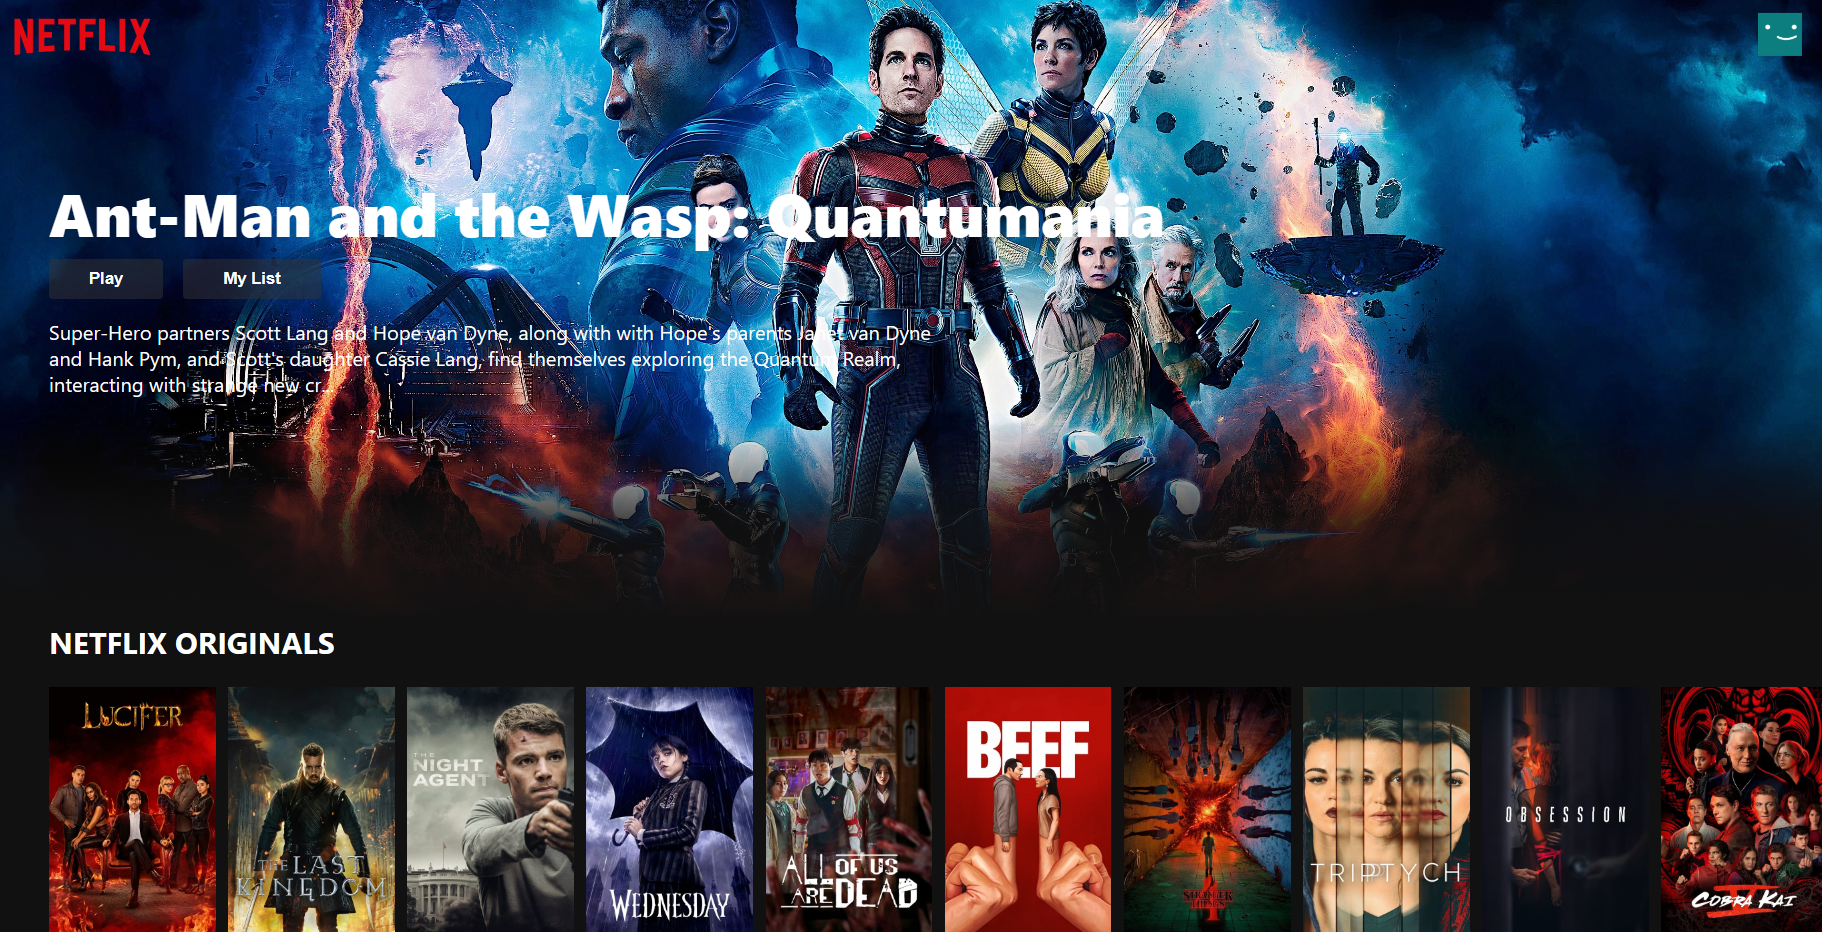 NETFLIX
Ant-Man and the Wasp: Quantumania
Play
My List
Super-Hero partners Scott Lang and Hope van Dyne, along with with Hope's parents Janet van Dyne
and Hank Pym, and Scott's daughter Cassie Lang, find themselves exploring the Quantum Realm,
interacting with strange new cr...
NETFLIX ORIGINALS
LUCIFER
THE LAST
KINGDOM
THE
NIGHT
AGENT
WEDNESDAY
ALL OF US
ARE DEAD
BEEF
STRANGER
THINGS
4
TRIPTYCH
OBSESSION
COBRA KAI
V